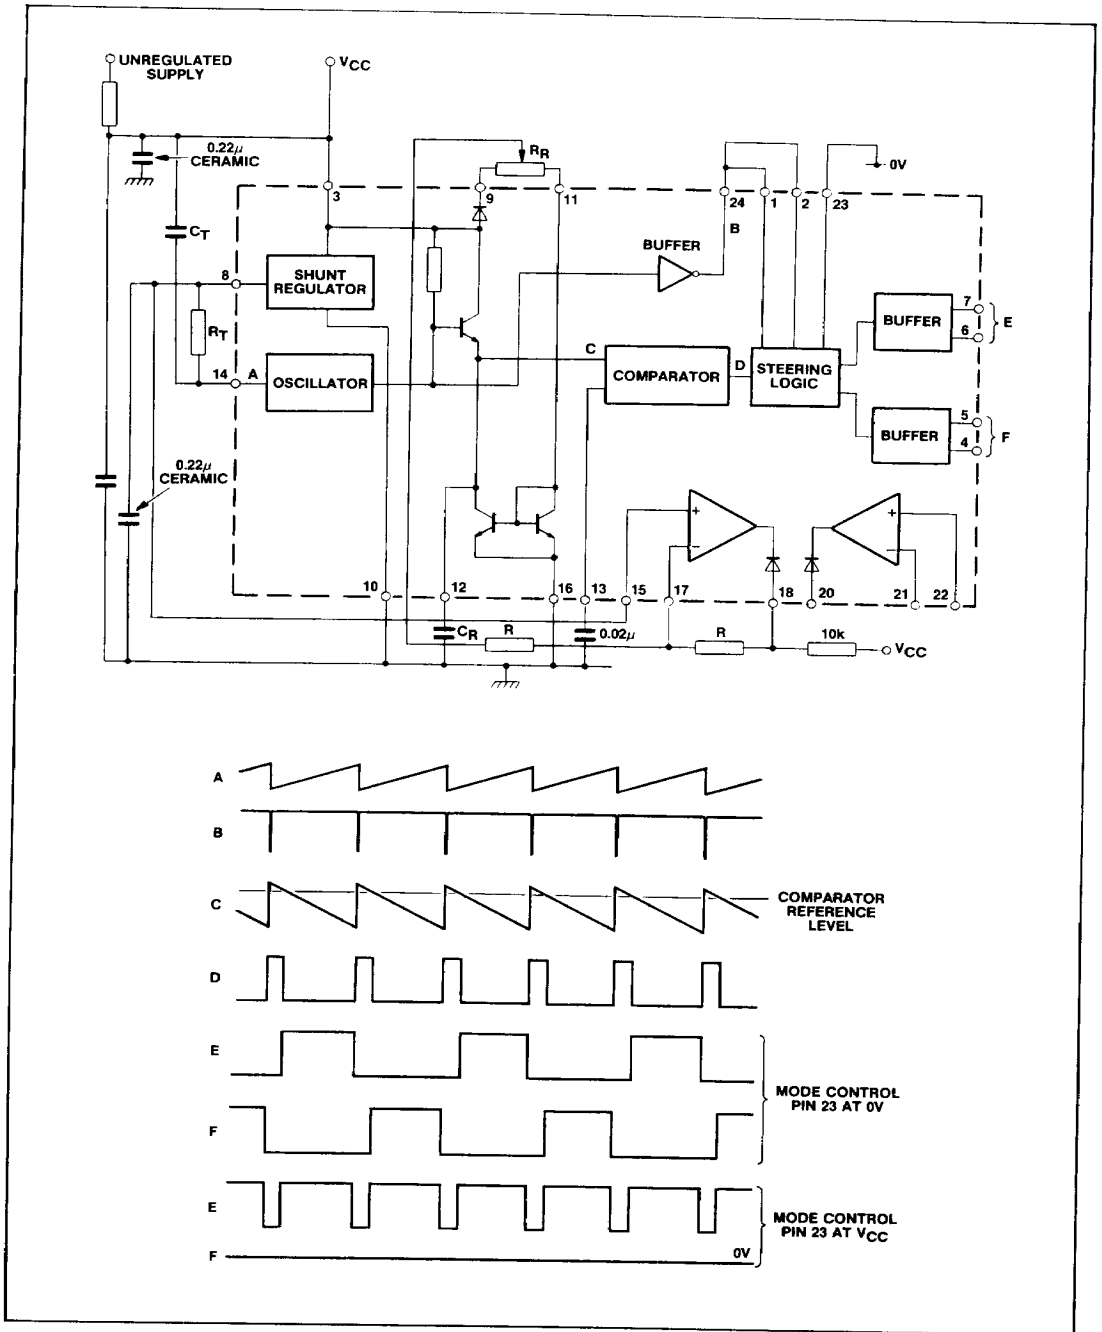 UNREGULATED
SUPPLY
VCC
0.22μ
CERAMIC
RR
0V
3
9
11
24
1
2
23
CT
B
BUFFER
8
SHUNT
REGULATOR
RT
BUFFER
7
6
E
14
A
OSCILLATOR
C
COMPARATOR
D
STEERING
LOGIC
BUFFER
5
4
F
0.22μ
CERAMIC
+
−
+
−
10
12
16
13
15
17
18
20
21
22
CR
R
0.02μ
R
10k
VCC
A
B
C
COMPARATOR
REFERENCE
LEVEL
D
E
MODE CONTROL
PIN 23 AT 0V
F
E
MODE CONTROL
PIN 23 AT VCC
F
0V